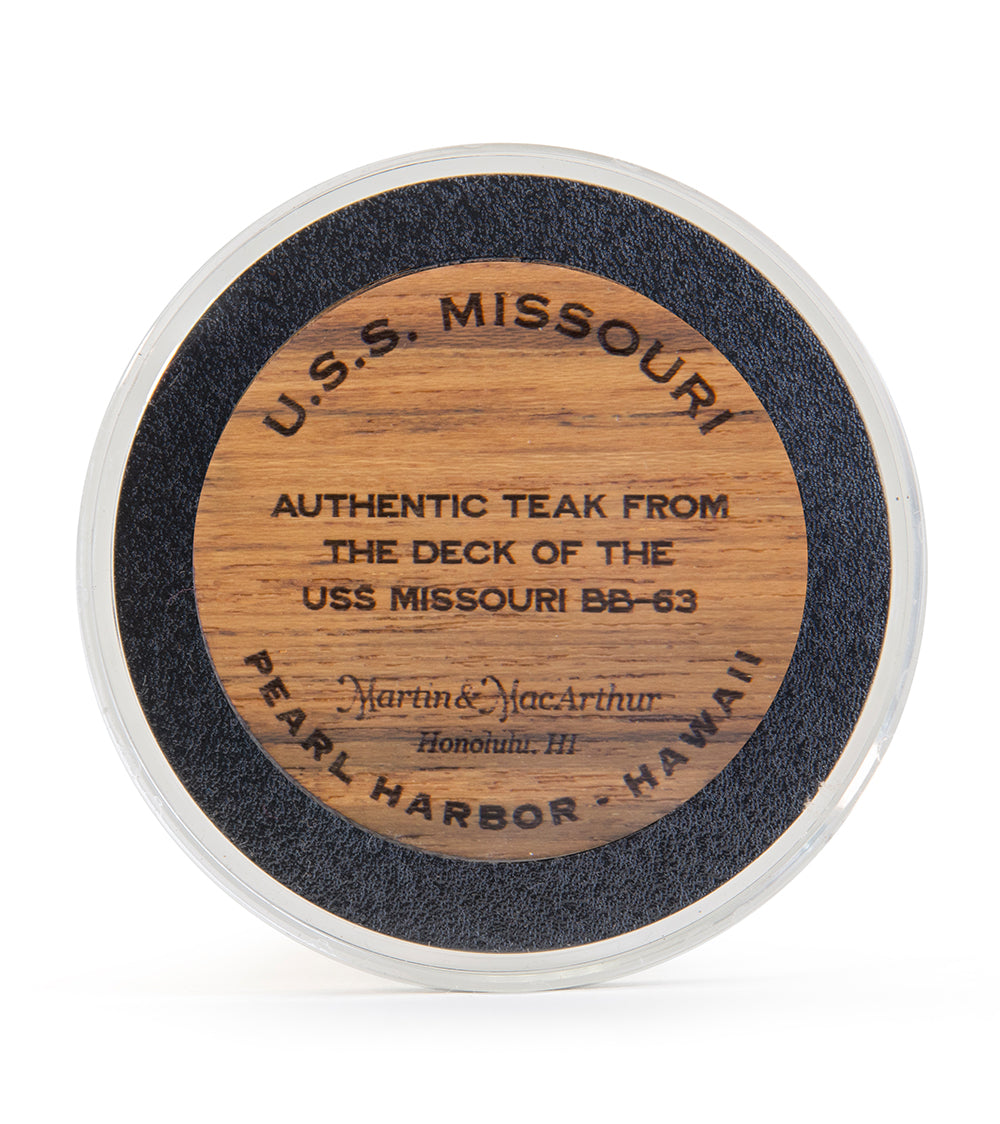 U.S.S. MISSOURI
AUTHENTIC TEAK FROM
THE DECK OF THE
USS MISSOURI BB-63
Martin & MacArthur
Honolulu, HI
PEARL HARBOR - HAWAII